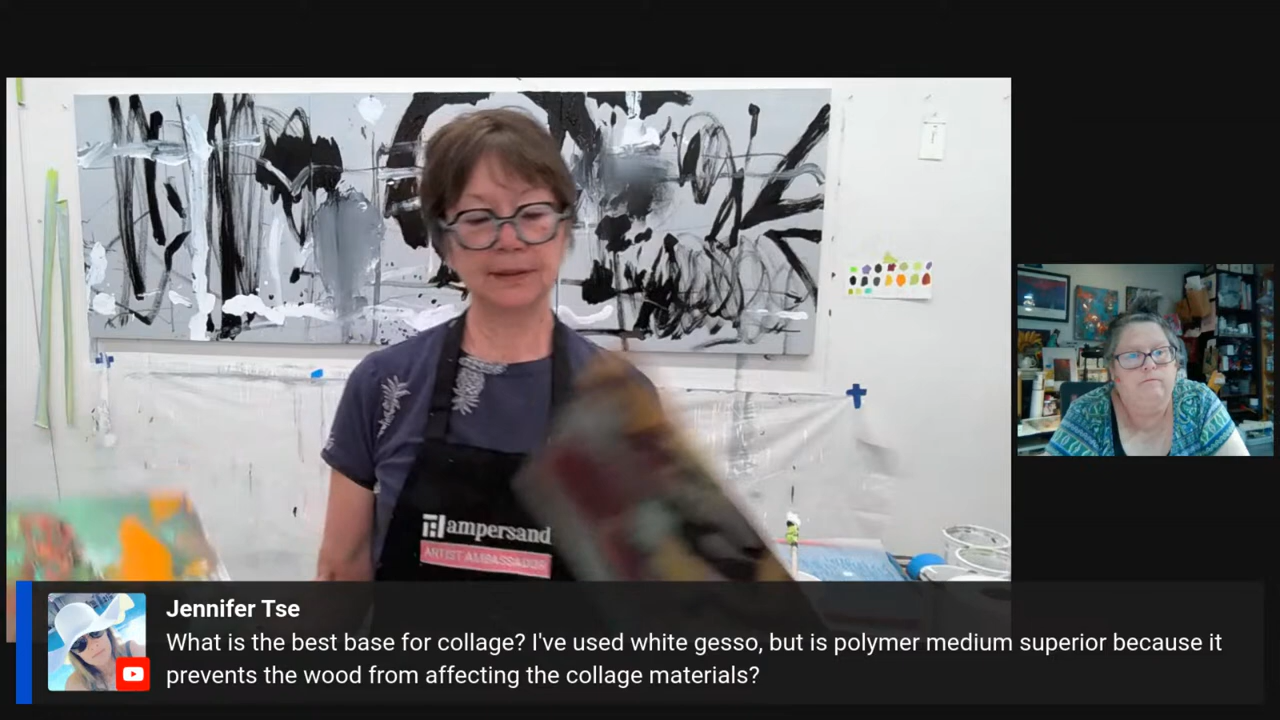 ampersand
ARTIST AMBASSADOR
Jennifer Tse
What is the best base for collage? I've used white gesso, but is polymer medium superior because it
prevents the wood from affecting the collage materials?